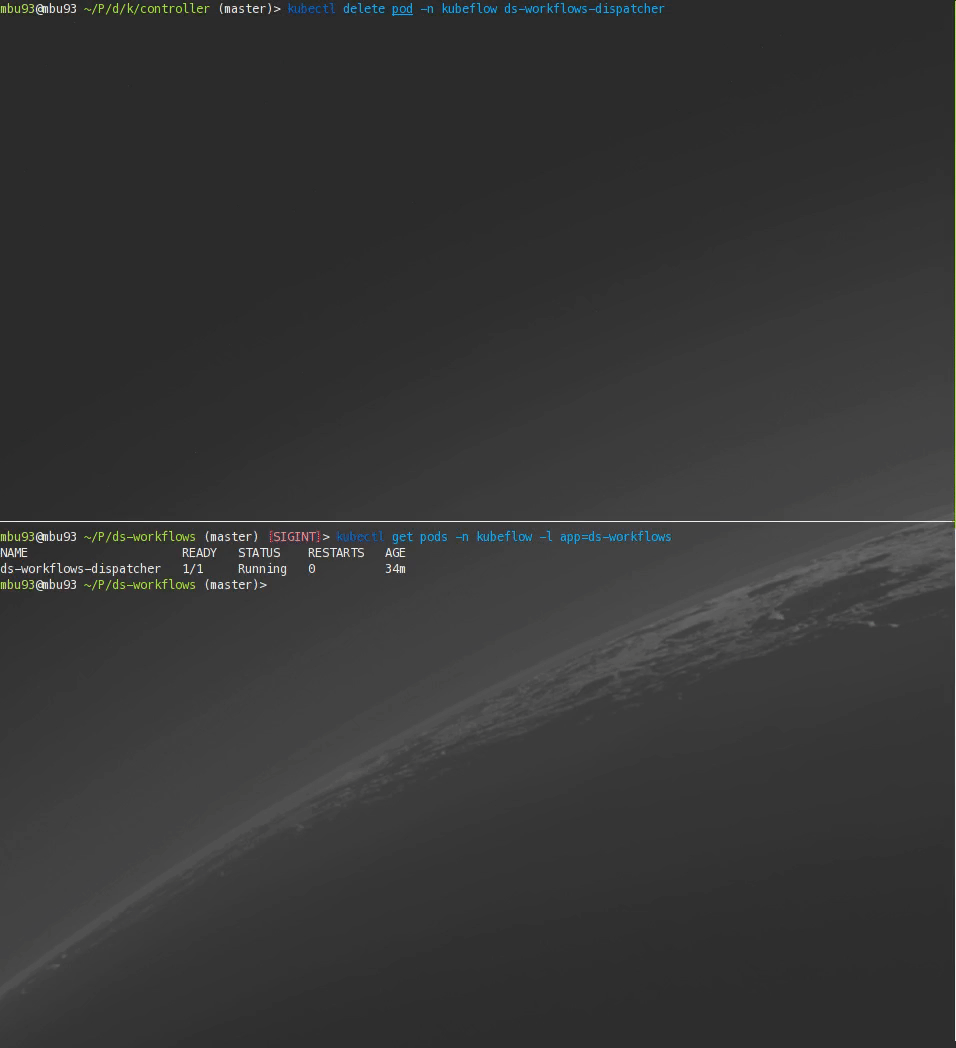 mbu93@mbu93 ~/P/d/k/controller (master)> kubectl delete pod -n kubeflow ds-workflows-dispatcher
mbu93@mbu93 ~/P/ds-workflows (master) [SIGINT]> kubectl get pods -n kubeflow -l app=ds-workflows
NAME READY STATUS RESTARTS AGE
ds-workflows-dispatcher 1/1 Running 0 34m
mbu93@mbu93 ~/P/ds-workflows (master)>